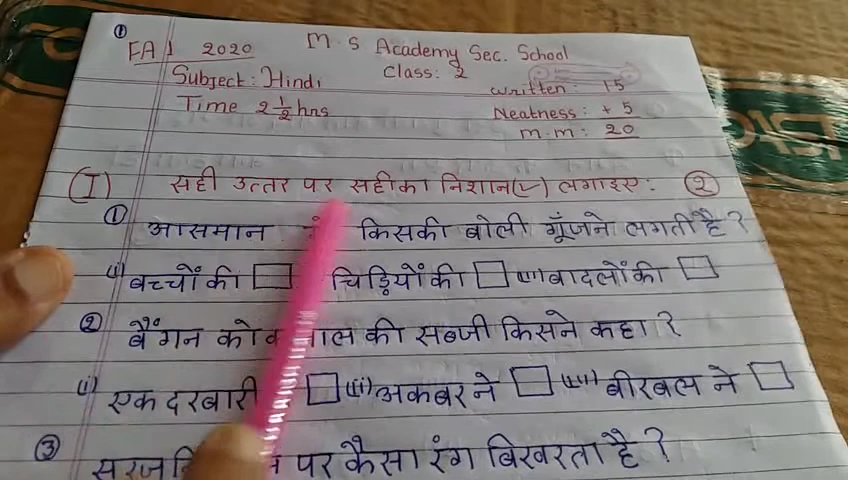 ①
FA 1 2020 M.S Academy Sec. School
Subject: Hindi Class: 2 Written: 15
Time 2 1/2 hrs Neatness: + 5
m.m: 20
(I) सही उत्तर पर सहीका निशान(✓) लगाइए: ②
① आसमान किसकी बोली गूँजने लगती है?
(i) बच्चों की □ चिड़ियों की □ (iii) बादलों की □
② बैंगन को की सब्जी किसने कहा?
(i) एक दरबारी □ (ii) अकबर ने □ (iii) बीरबल ने □
③ पर कैसा रंग बिखरता है?